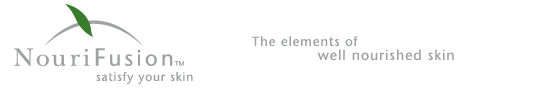 NouriFusion™
satisfy your skin
The elements of
well nourished skin